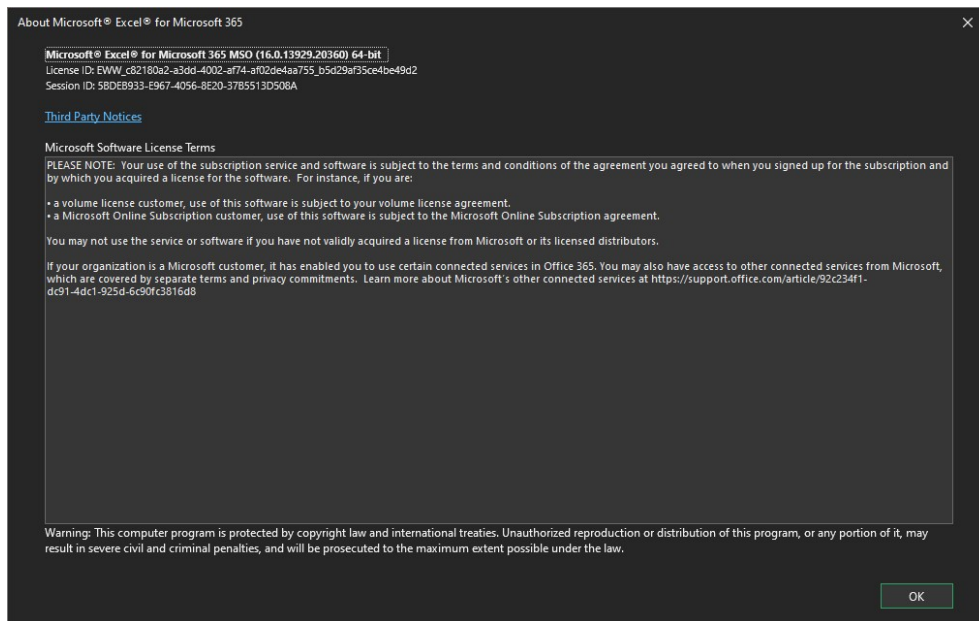 About Microsoft® Excel® for Microsoft 365
Microsoft® Excel® for Microsoft 365 MSO (16.0.13929.20360) 64-bit
License ID: EWW_c82180a2-a3dd-4002-af74-af02de4aa755_b5d29af35ce4be49d2
Session ID: 5BDEB933-E967-4056-8E20-37B5513D508A
Third Party Notices
Microsoft Software License Terms
PLEASE NOTE:  Your use of the subscription service and software is subject to the terms and conditions of the agreement you agreed to when you signed up for the subscription and
by which you acquired a license for the software.  For instance, if you are:
• a volume license customer, use of this software is subject to your volume license agreement.
• a Microsoft Online Subscription customer, use of this software is subject to the Microsoft Online Subscription agreement.
You may not use the service or software if you have not validly acquired a license from Microsoft or its licensed distributors.
If your organization is a Microsoft customer, it has enabled you to use certain connected services in Office 365. You may also have access to other connected services from Microsoft,
which are covered by separate terms and privacy commitments.  Learn more about Microsoft's other connected services at https://support.office.com/article/92c234f1-
dc91-4dc1-925d-6c90fc3816d8
Warning: This computer program is protected by copyright law and international treaties. Unauthorized reproduction or distribution of this program, or any portion of it, may
result in severe civil and criminal penalties, and will be prosecuted to the maximum extent possible under the law.
OK